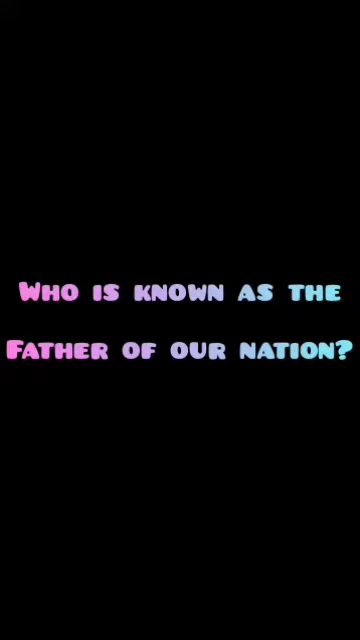 Who is known as the
Father of our nation?